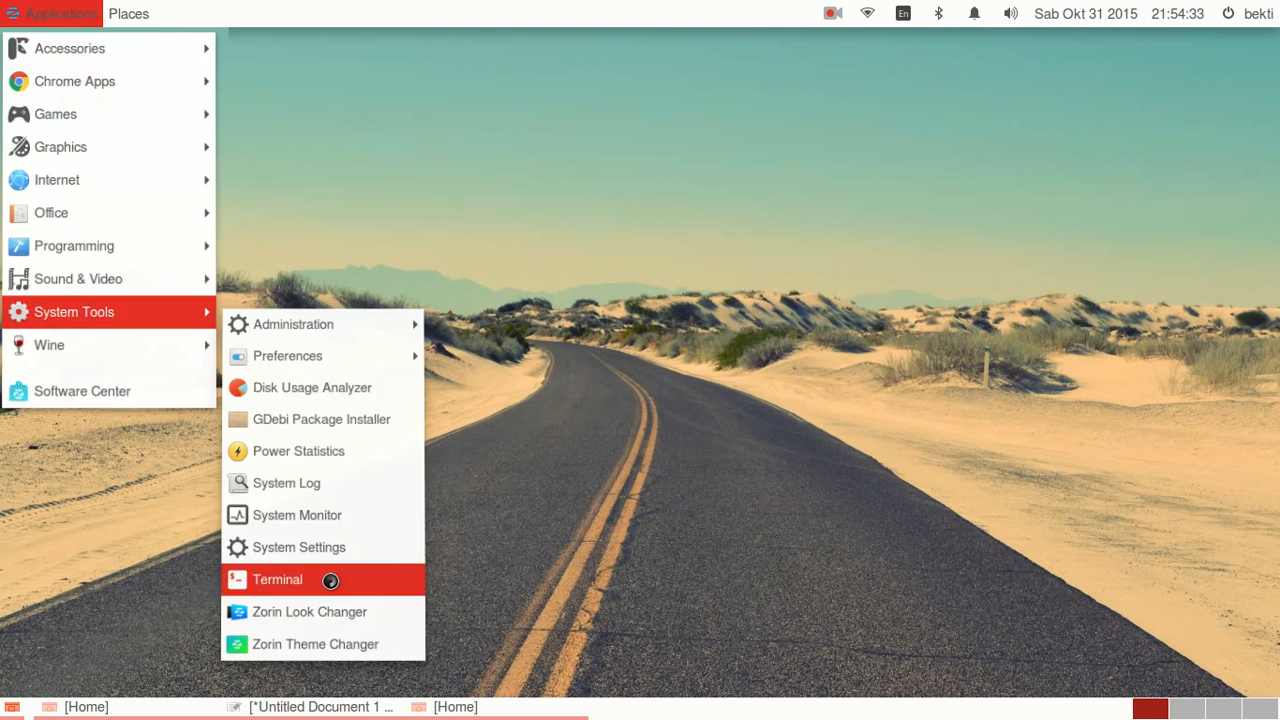 Applications Places En Sab Okt 31 2015 21:54:33 bekti
Accessories
Chrome Apps
Games
Graphics
Internet
Office
Programming
Sound & Video
System Tools
Wine
Software Center
Administration
Preferences
Disk Usage Analyzer
GDebi Package Installer
Power Statistics
System Log
System Monitor
System Settings
Terminal
Zorin Look Changer
Zorin Theme Changer
[Home] [*Untitled Document 1 ... [Home]